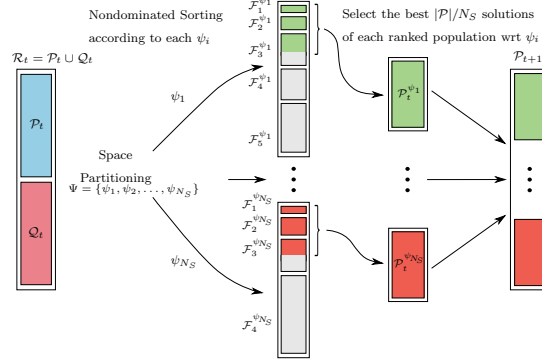 Nondominated Sorting
according to each ψ_i
Select the best |𝒫|/N_S solutions
of each ranked population wrt ψ_i
ℛ_t = 𝒫_t ∪ 𝒬_t
𝒫_t
𝒬_t
ψ_1
Space
Partitioning
Ψ = {ψ_1, ψ_2, . . . , ψ_{N_S}}
ψ_{N_S}
ℱ_1^{ψ_1}
ℱ_2^{ψ_1}
ℱ_3^{ψ_1}
ℱ_4^{ψ_1}
ℱ_5^{ψ_1}
ℱ_1^{ψ_{N_S}}
ℱ_2^{ψ_{N_S}}
ℱ_3^{ψ_{N_S}}
ℱ_4^{ψ_{N_S}}
𝒫_t^{ψ_1}
𝒫_t^{ψ_{N_S}}
𝒫_{t+1}